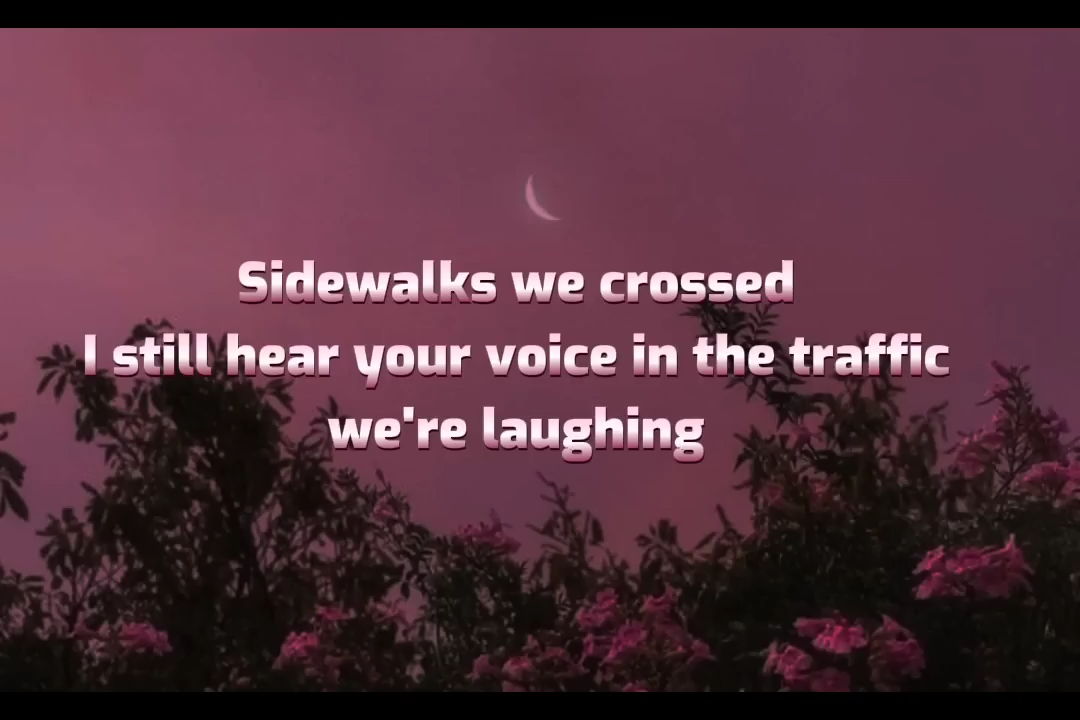 Sidewalks we crossed
I still hear your voice in the traffic
we're laughing